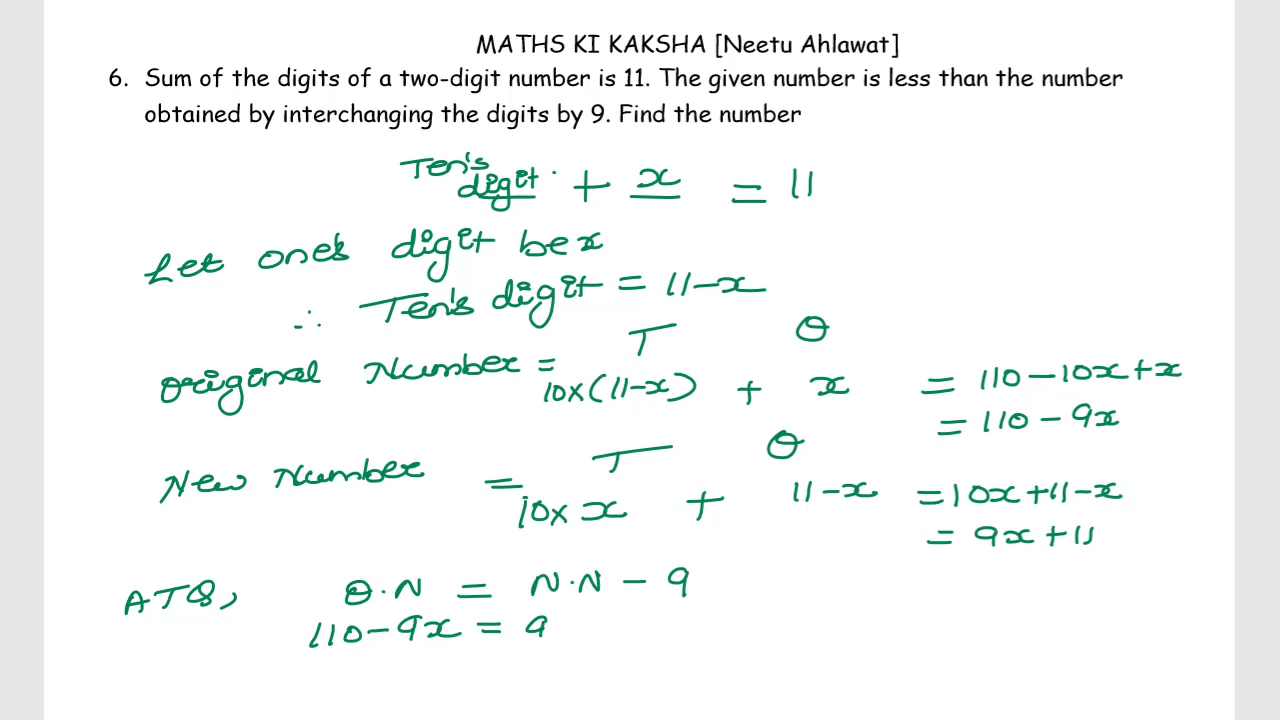 MATHS KI KAKSHA [Neetu Ahlawat]
6. Sum of the digits of a two-digit number is 11. The given number is less than the number
obtained by interchanging the digits by 9. Find the number
Ten's
digit + x = 11
Let one's digit be x
∴ Ten's digit = 11-x
T O
Original Number = 10×(11-x) + x = 110-10x+x
= 110 - 9x
T O
New Number = 10× x + 11-x = 10x+11-x
= 9x+11
ATQ, O.N = N.N - 9
110-9x = 9